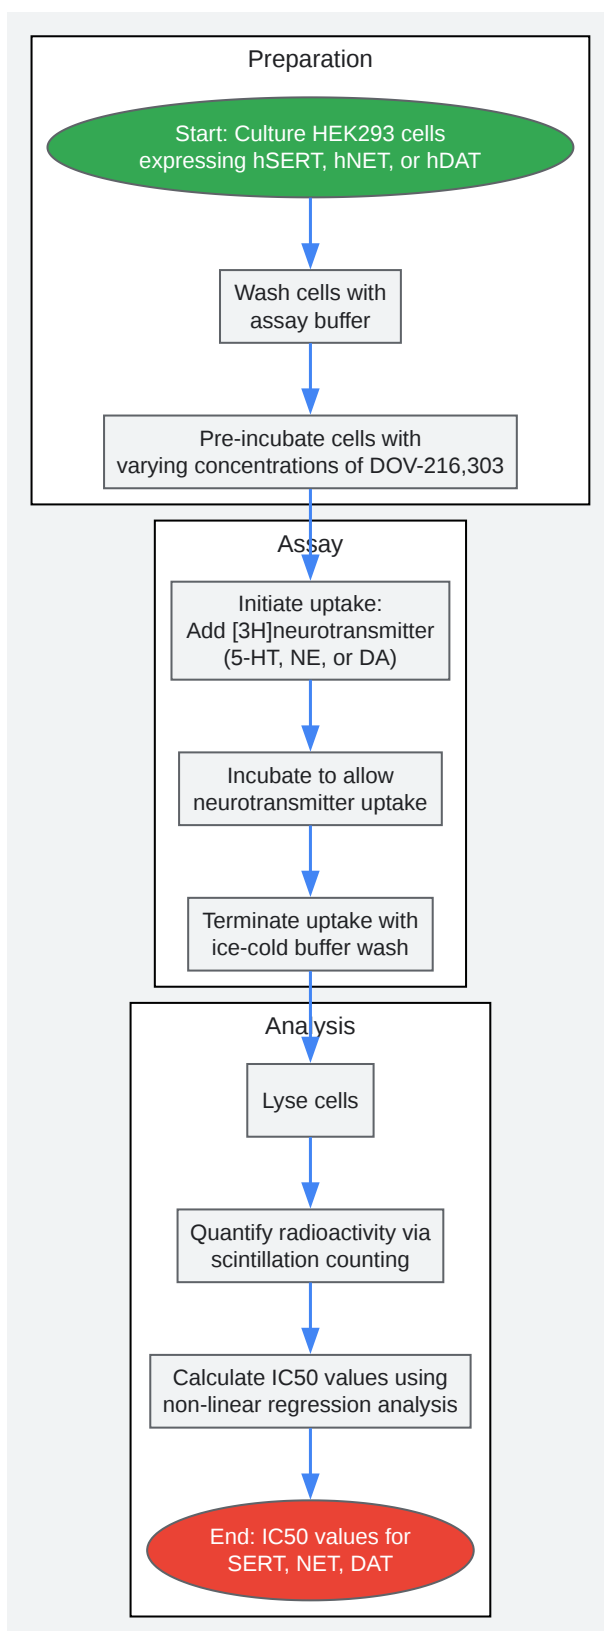 Preparation
Start: Culture HEK293 cells
expressing hSERT, hNET, or hDAT
Wash cells with
assay buffer
Pre-incubate cells with
varying concentrations of DOV-216,303
Assay
Initiate uptake:
Add [3H]neurotransmitter
(5-HT, NE, or DA)
Incubate to allow
neurotransmitter uptake
Terminate uptake with
ice-cold buffer wash
Analysis
Lyse cells
Quantify radioactivity via
scintillation counting
Calculate IC50 values using
non-linear regression analysis
End: IC50 values for
SERT, NET, DAT